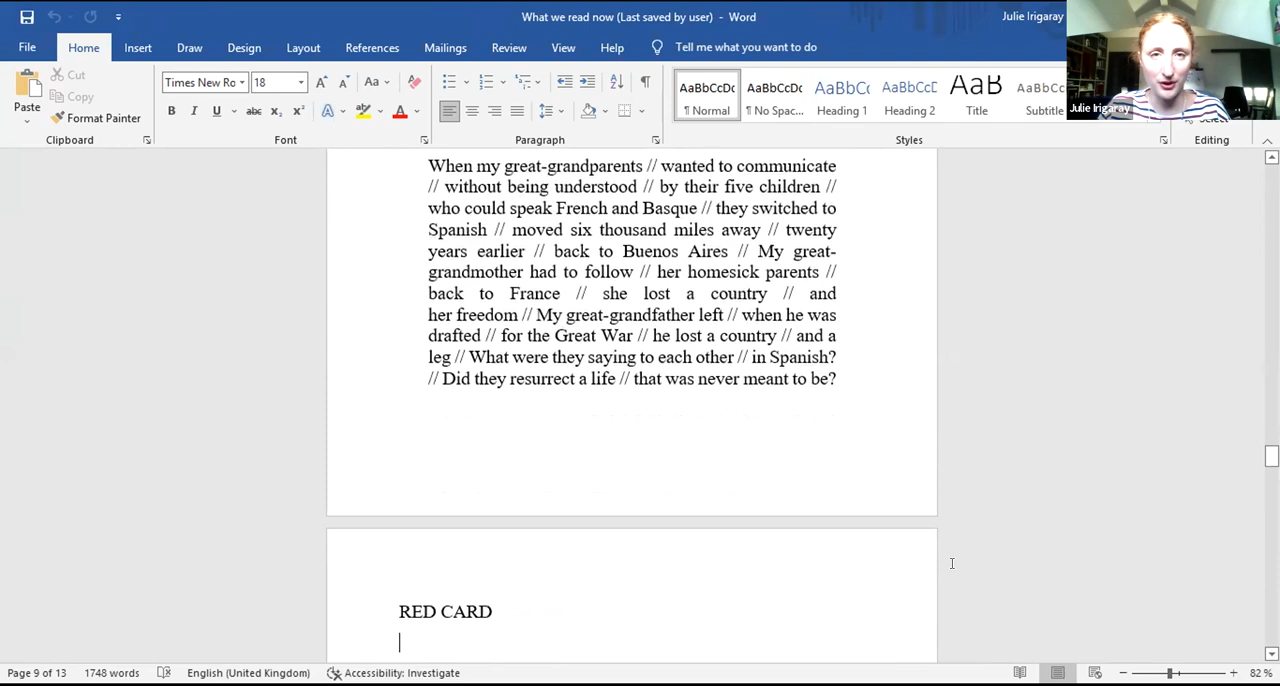 What we read now (Last saved by user) - Word
Julie Irigaray
File Home Insert Draw Design Layout References Mailings Review View Help Tell me what you want to do
Julie Irigaray
Paste
Cut
Copy
Format Painter
Clipboard
Times New Ro 18
Aa
B I U abc x₂ x²
Font
Paragraph
AaBbCcDc AaBbCcDc AaBbCc AaBbCcD AaB AaBbCc
¶ Normal ¶ No Spac... Heading 1 Heading 2 Title Subtitle
Styles
Select
Editing
When my great-grandparents // wanted to communicate
// without being understood // by their five children //
who could speak French and Basque // they switched to
Spanish // moved six thousand miles away // twenty
years earlier // back to Buenos Aires // My great-
grandmother had to follow // her homesick parents //
back to France // she lost a country // and
her freedom // My great-grandfather left // when he was
drafted // for the Great War // he lost a country // and a
leg // What were they saying to each other // in Spanish?
// Did they resurrect a life // that was never meant to be?
RED CARD
Page 9 of 13 1748 words English (United Kingdom) Accessibility: Investigate 82 %